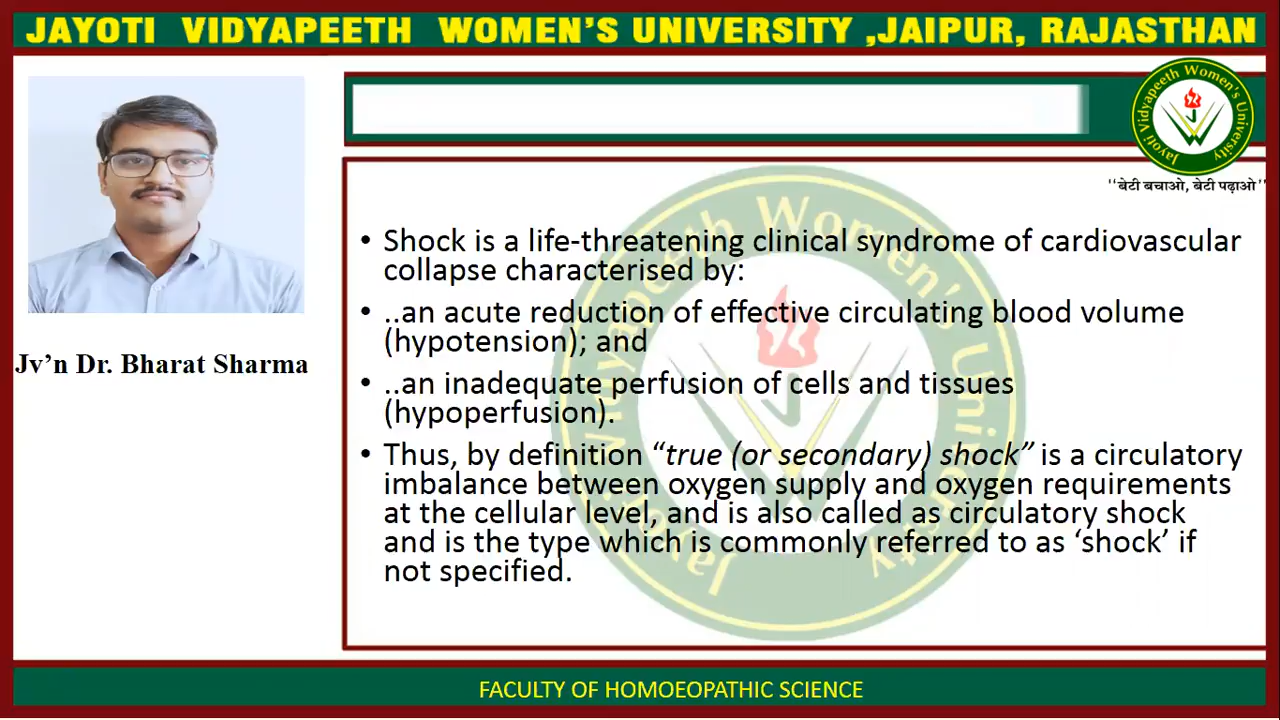 JAYOTI VIDYAPEETH WOMEN'S UNIVERSITY ,JAIPUR, RAJASTHAN
Jayoti Vidyapeeth Women's University
“बेटी बचाओ, बेटी पढ़ाओ”
Jv’n Dr. Bharat Sharma
• Shock is a life-threatening clinical syndrome of cardiovascular
collapse characterised by:
• ..an acute reduction of effective circulating blood volume
(hypotension); and
• ..an inadequate perfusion of cells and tissues
(hypoperfusion).
• Thus, by definition “true (or secondary) shock” is a circulatory
imbalance between oxygen supply and oxygen requirements
at the cellular level, and is also called as circulatory shock
and is the type which is commonly referred to as ‘shock’ if
not specified.
Jayoti Vidyapeeth Women's University
FACULTY OF HOMOEOPATHIC SCIENCE